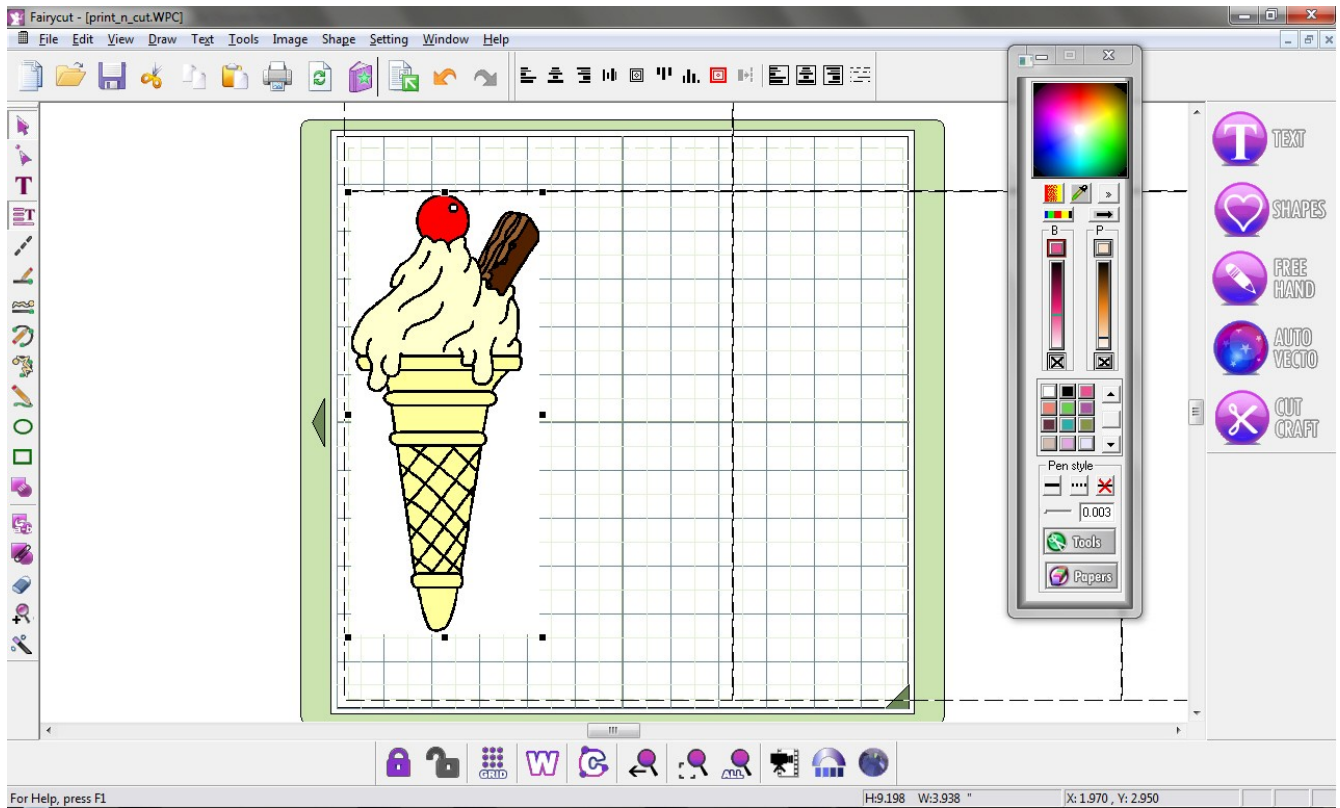 Fairycut - [print_n_cut.WPC]
File Edit View Draw Text Tools Image Shape Setting Window Help
T
T
T
TEXT
SHAPES
FREE
HAND
AUTO
VECTO
CUT
CRAFT
B P
Pen style
0.003
Tools
Papers
GRID
W
C
ALL
For Help, press F1
H:9.198 W:3.938 "
X: 1.970 , Y: 2.950